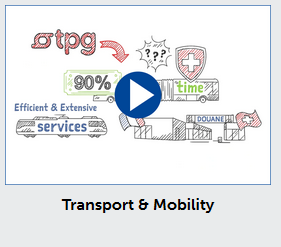 tpg
???
90%
time
Efficient & Extensive
services
DOUANE
Transport & Mobility